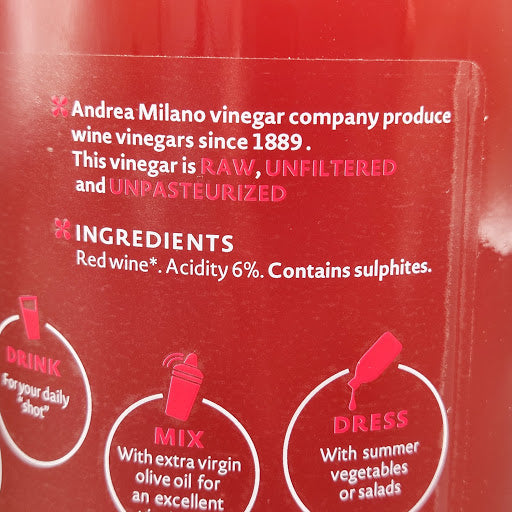 Andrea Milano vinegar company produce
wine vinegars since 1889.
This vinegar is RAW, UNFILTERED
and UNPASTEURIZED
INGREDIENTS
Red wine*. Acidity 6%. Contains sulphites.
DRINK
For your daily
"shot"
MIX
With extra virgin
olive oil for
an excellent
DRESS
With summer
vegetables
or salads